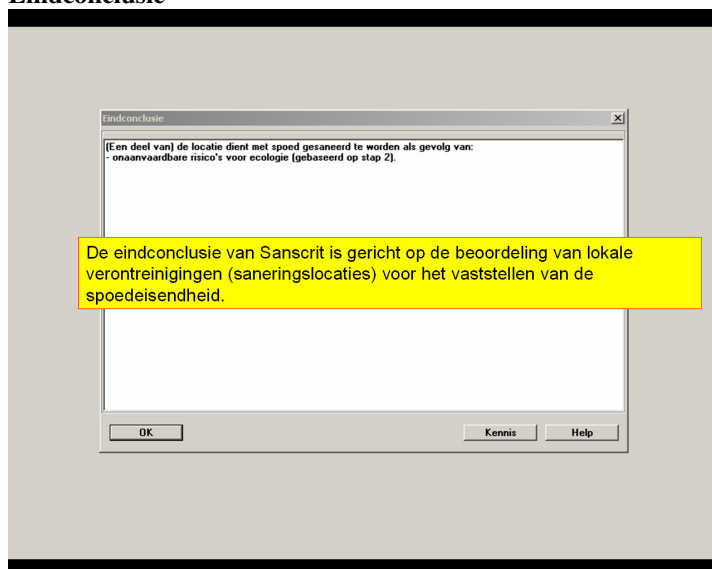 Eindconclusie
Eindconclusie
(Een deel van) de locatie dient met spoed gesaneerd te worden als gevolg van:
- onaanvaardbare risico's voor ecologie (gebaseerd op stap 2).
De eindconclusie van Sanscrit is gericht op de beoordeling van lokale
verontreinigingen (saneringslocaties) voor het vaststellen van de
spoedeisendheid.
OK
Kennis
Help